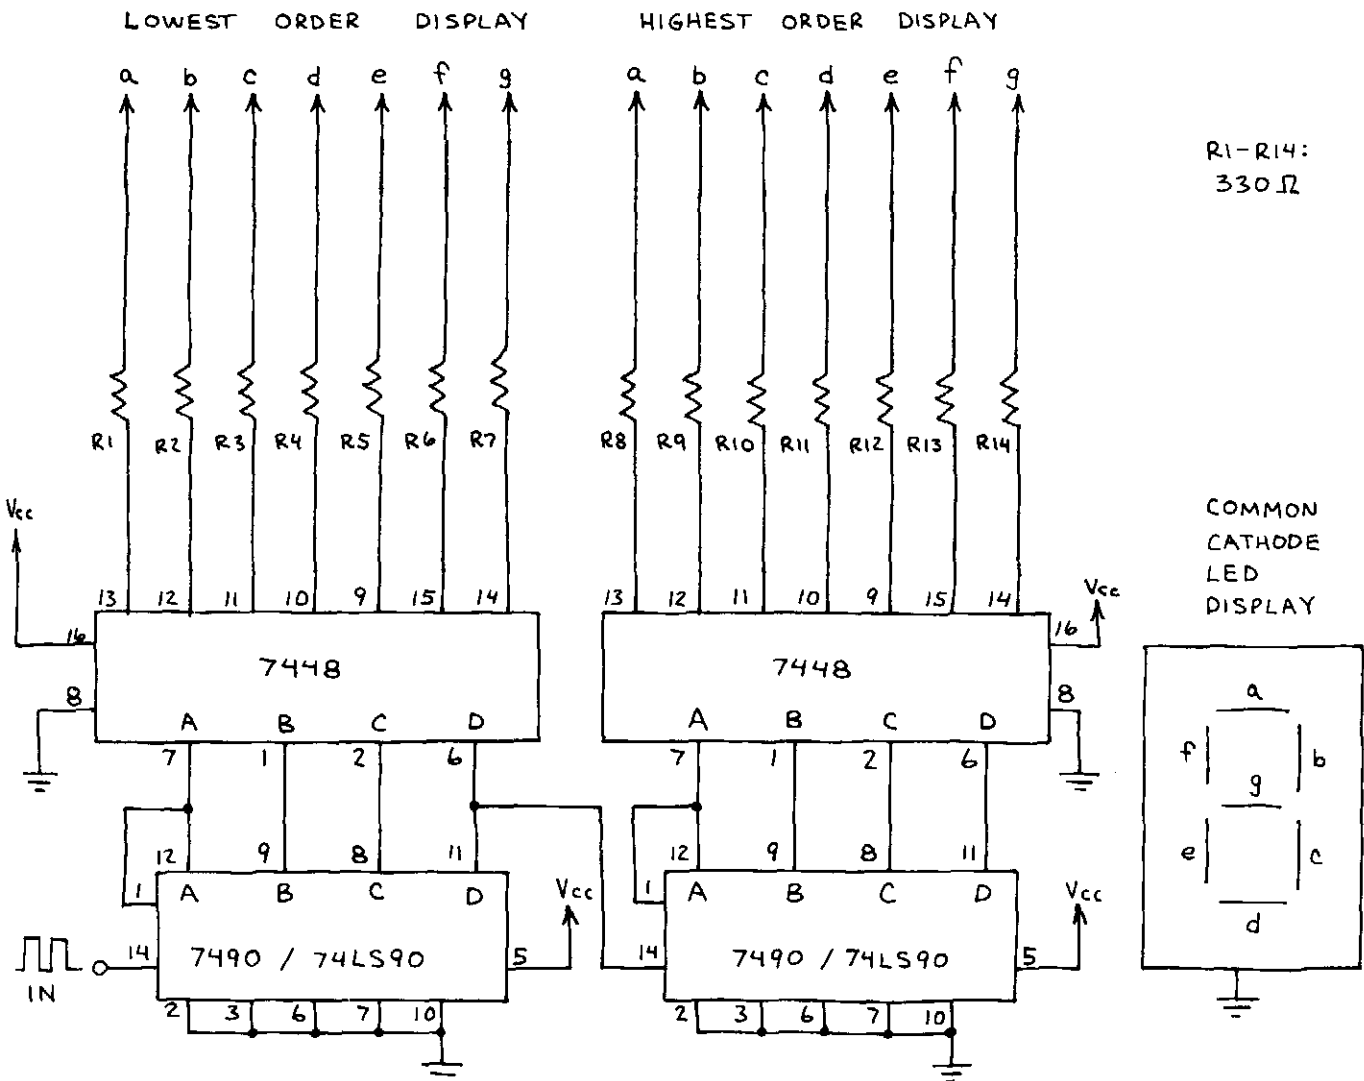 LOWEST ORDER DISPLAY
HIGHEST ORDER DISPLAY
a b c d e f g
a b c d e f g
R1-R14:
330 Ω
R1 R2 R3 R4 R5 R6 R7
R8 R9 R10 R11 R12 R13 R14
Vcc
COMMON
CATHODE
LED
DISPLAY
13 12 11 10 9 15 14
13 12 11 10 9 15 14
Vcc
16
16
7448
7448
8
8
A B C D
A B C D
7 1 2 6
7 1 2 6
a
f
b
g
e
c
d
12 9 8 11
12 9 8 11
1
A B C D
Vcc
1
A B C D
Vcc
14
7490 / 74LS90
5
14
7490 / 74LS90
5
IN
2 3 6 7 10
2 3 6 7 10